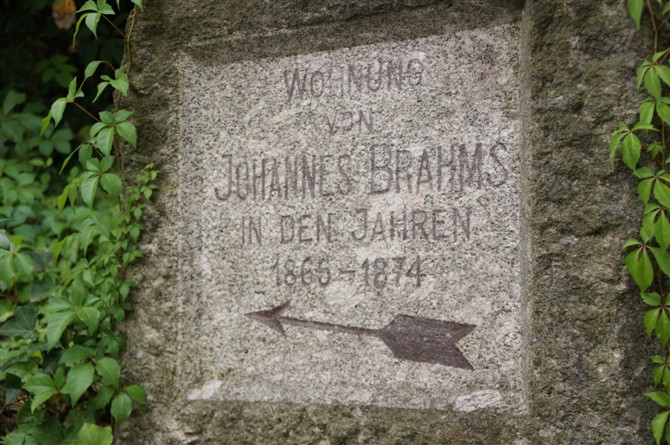 WOHNUNG
VON
JOHANNES BRAHMS
IN DEN JAHREN
1865-1874